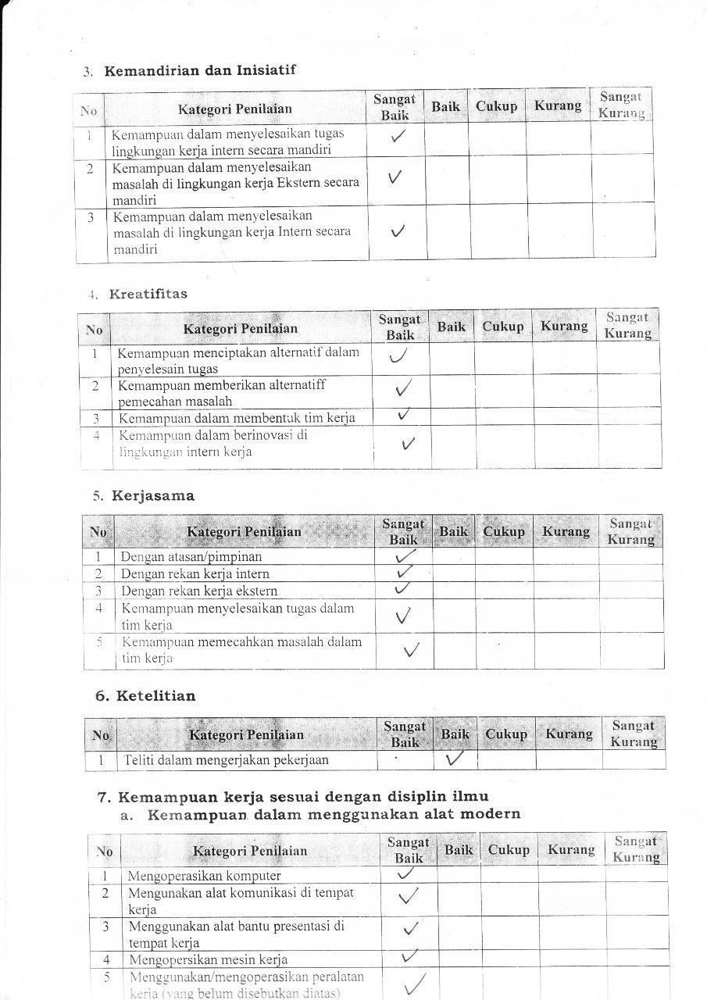 3. Kemandirian dan Inisiatif
No Kategori Penilaian Sangat Baik Baik Cukup Kurang Sangat Kurang
1 Kemampuan dalam menyelesaikan tugas
lingkungan kerja intern secara mandiri ✓
2 Kemampuan dalam menyelesaikan
masalah di lingkungan kerja Ekstern secara
mandiri ✓
3 Kemampuan dalam menyelesaikan
masalah di lingkungan kerja Intern secara
mandiri ✓
4. Kreatifitas
No Kategori Penilaian Sangat Baik Baik Cukup Kurang Sangat Kurang
1 Kemampuan menciptakan alternatif dalam
penyelesain tugas ✓
2 Kemampuan memberikan alternatiff
pemecahan masalah ✓
3 Kemampuan dalam membentuk tim kerja ✓
4 Kemampuan dalam berinovasi di
lingkungan intern kerja ✓
5. Kerjasama
No Kategori Penilaian Sangat Baik Baik Cukup Kurang Sangat Kurang
1 Dengan atasan/pimpinan ✓
2 Dengan rekan kerja intern ✓
3 Dengan rekan kerja ekstern ✓
4 Kemampuan menyelesaikan tugas dalam
tim kerja ✓
5 Kemampuan memecahkan masalah dalam
tim kerja ✓
6. Ketelitian
No Kategori Penilaian Sangat Baik Baik Cukup Kurang Sangat Kurang
1 Teliti dalam mengerjakan pekerjaan ✓
7. Kemampuan kerja sesuai dengan disiplin ilmu
a. Kemampuan dalam menggunakan alat modern
No Kategori Penilaian Sangat Baik Baik Cukup Kurang Sangat Kurang
1 Mengoperasikan komputer ✓
2 Mengunakan alat komunikasi di tempat
kerja ✓
3 Menggunakan alat bantu presentasi di
tempat kerja ✓
4 Mengopersikan mesin kerja ✓
5 Menggunakan/mengoperasikan peralatan
kerja (yang belum disebutkan diatas) ✓